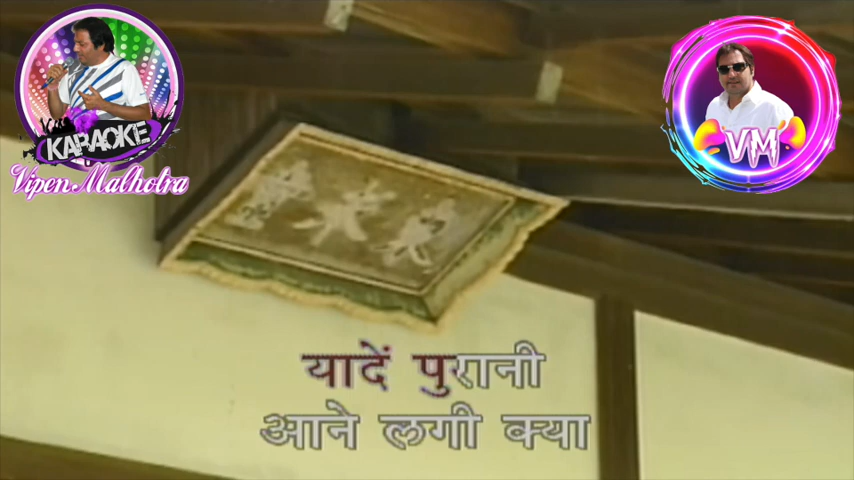 KARAOKE
Vipen Malhotra
VM
यादें पुरानी
आने लगी क्या